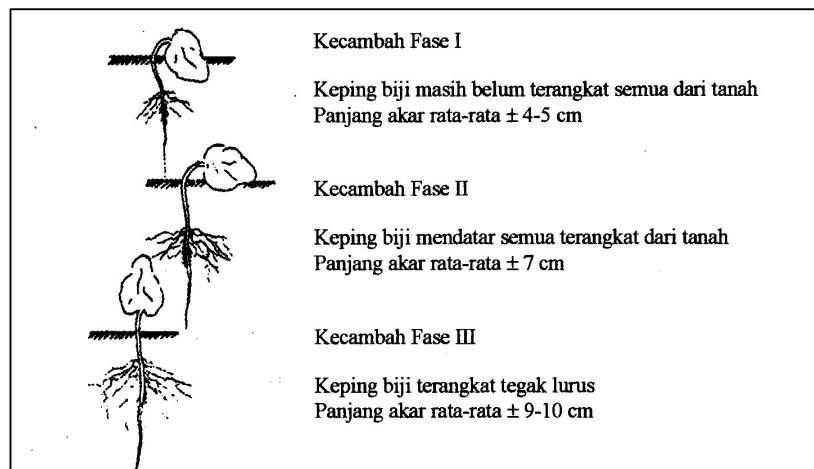 Kecambah Fase I
Keping biji masih belum terangkat semua dari tanah
Panjang akar rata-rata ± 4-5 cm
Kecambah Fase II
Keping biji mendatar semua terangkat dari tanah
Panjang akar rata-rata ± 7 cm
Kecambah Fase III
Keping biji terangkat tegak lurus
Panjang akar rata-rata ± 9-10 cm